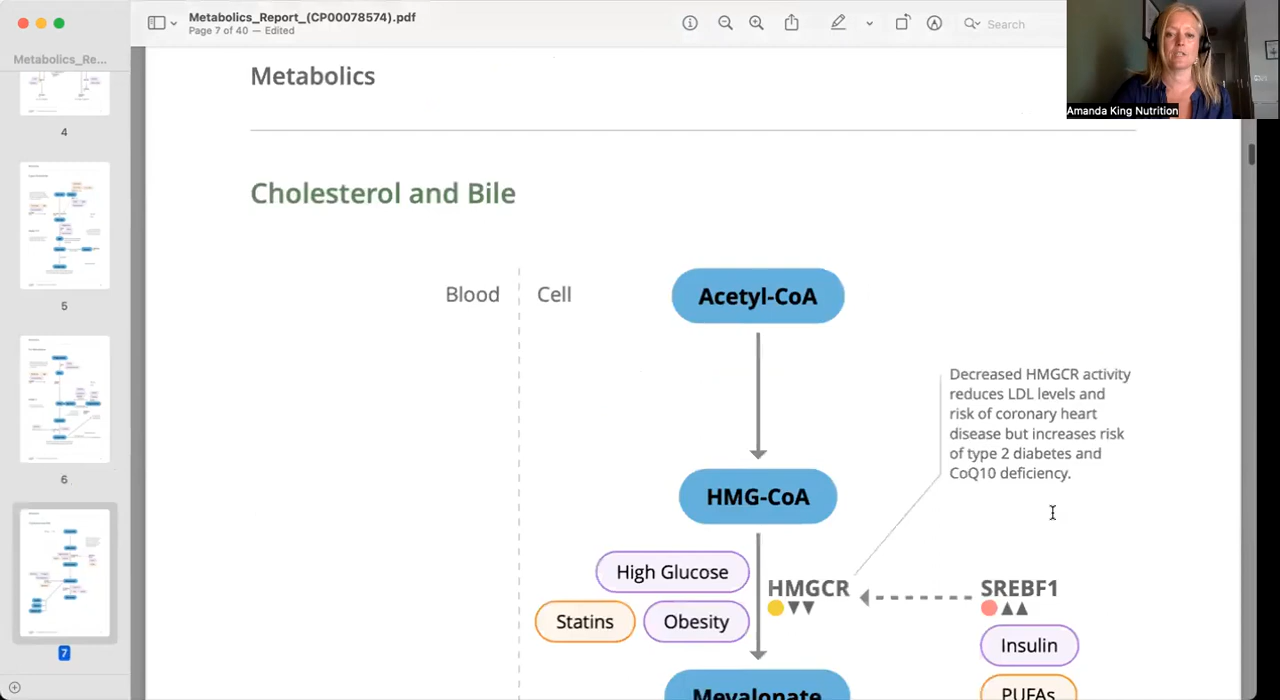 Metabolics_Report_(CP00078574).pdf
Page 7 of 40 — Edited
Search
Metabolics_Re...
4
5
6
7
Amanda King Nutrition
Metabolics
Cholesterol and Bile
Blood
Cell
Acetyl-CoA
Decreased HMGCR activity
reduces LDL levels and
risk of coronary heart
disease but increases risk
of type 2 diabetes and
CoQ10 deficiency.
HMG-CoA
High Glucose
HMGCR
SREBF1
Statins
Obesity
Insulin
PUFAs
Mevalonate